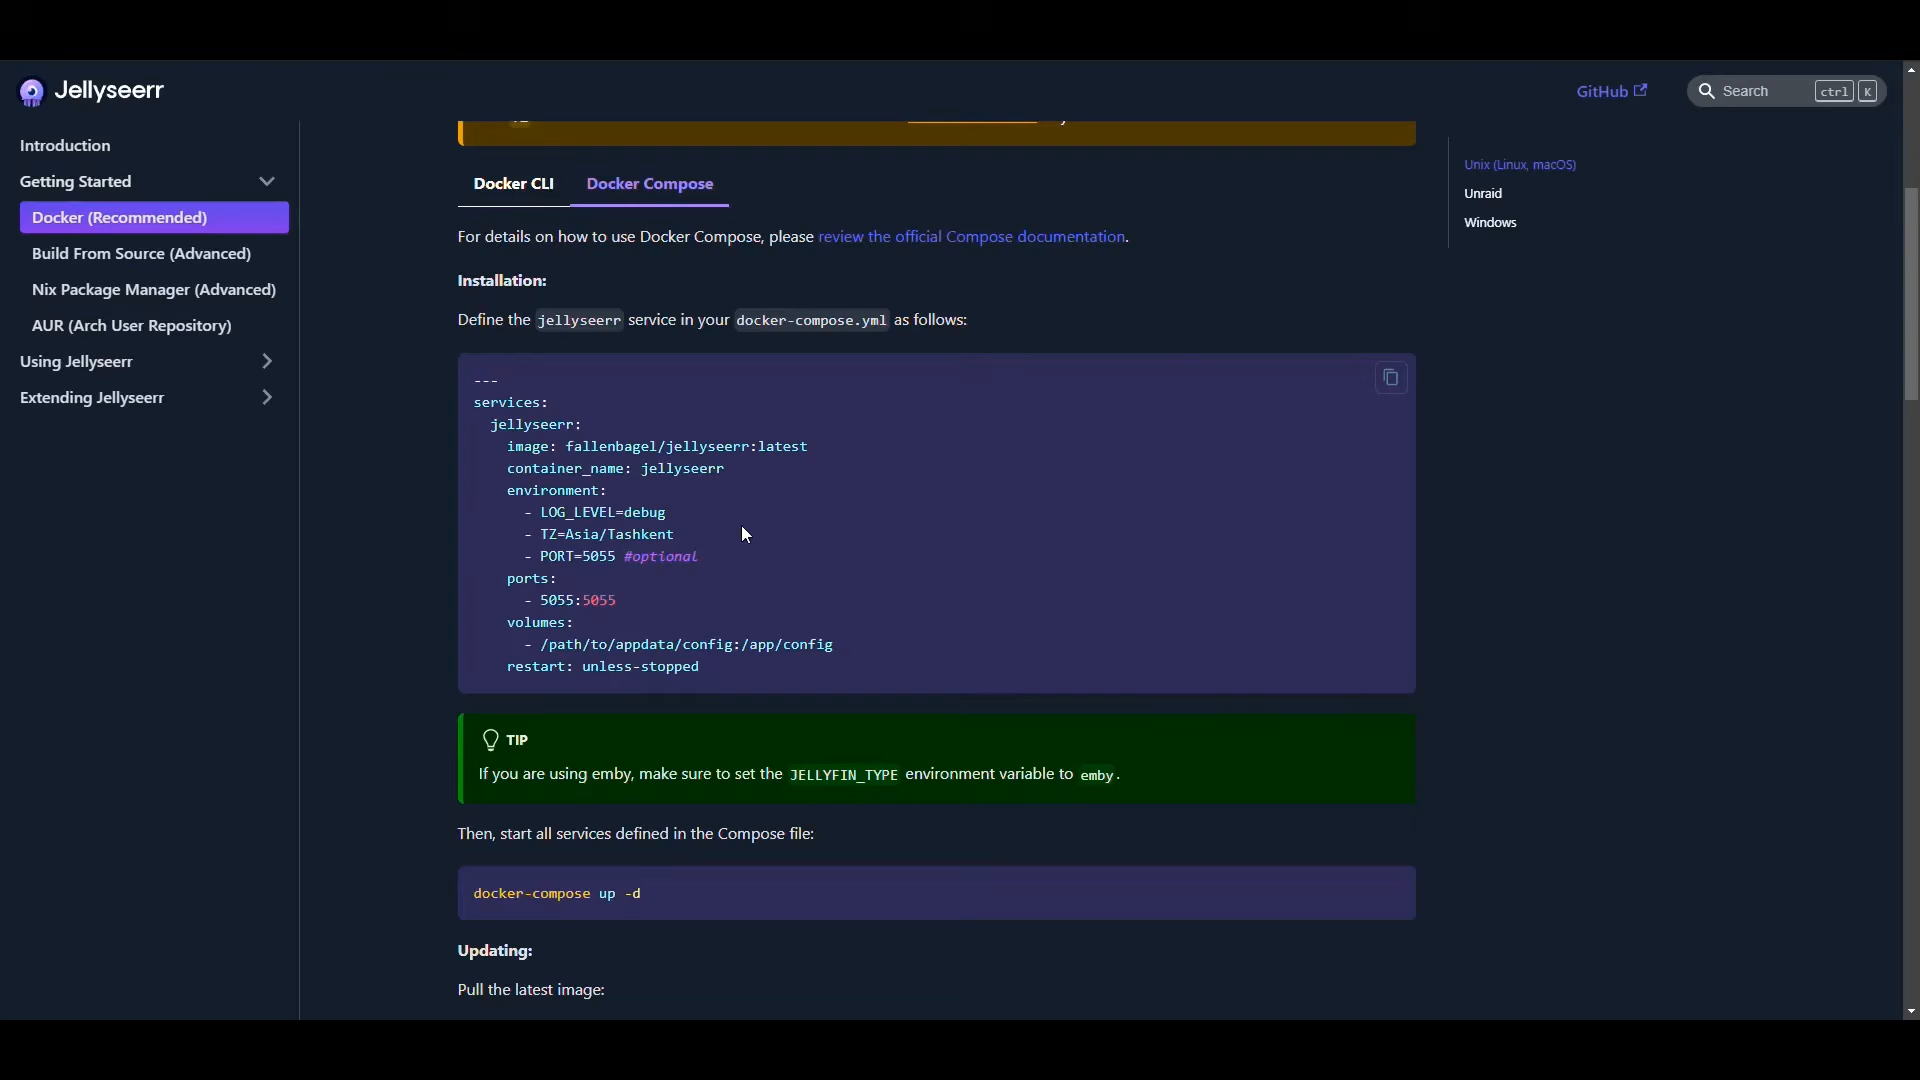 Jellyseerr
GitHub
Search ctrl K
Introduction
Getting Started
Docker (Recommended)
Build From Source (Advanced)
Nix Package Manager (Advanced)
AUR (Arch User Repository)
Using Jellyseerr
Extending Jellyseerr
Docker CLI Docker Compose
For details on how to use Docker Compose, please review the official Compose documentation.
Installation:
Define the jellyseerr service in your docker-compose.yml as follows:
---
services:
  jellyseerr:
    image: fallenbagel/jellyseerr:latest
    container_name: jellyseerr
    environment:
      - LOG_LEVEL=debug
      - TZ=Asia/Tashkent
      - PORT=5055 #optional
    ports:
      - 5055:5055
    volumes:
      - /path/to/appdata/config:/app/config
    restart: unless-stopped
TIP
If you are using emby, make sure to set the JELLYFIN_TYPE environment variable to emby.
Then, start all services defined in the Compose file:
docker-compose up -d
Updating:
Pull the latest image:
Unix (Linux, macOS)
Unraid
Windows